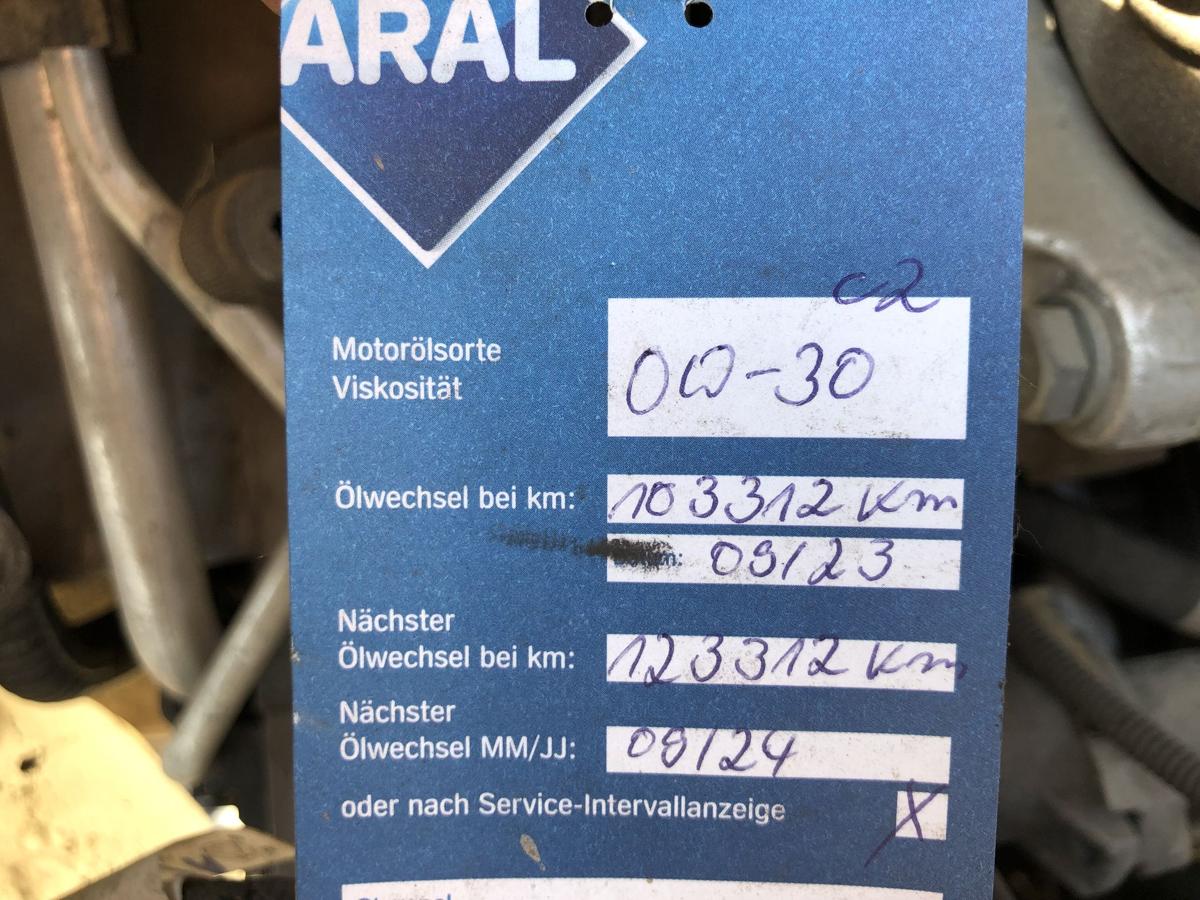 ARAL
C2
Motorölsorte
Viskosität
0W-30
Ölwechsel bei km: 103312 Km
09/23
Nächster
Ölwechsel bei km: 123312 Km
Nächster
Ölwechsel MM/JJ: 09/24
oder nach Service-Intervallanzeige X